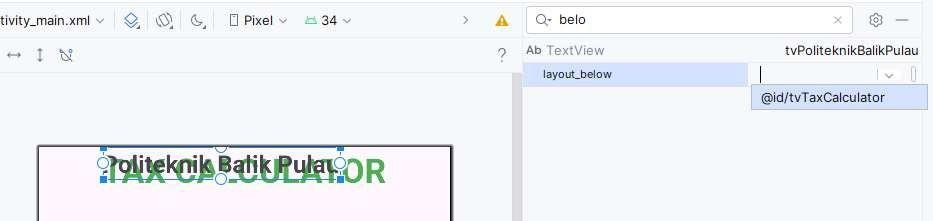 tivity_main.xml Pixel 34 belo
? Ab TextView tvPoliteknikBalikPulau
layout_below
@id/tvTaxCalculator
Politeknik Balik Pulau
TAX CALCULATOR